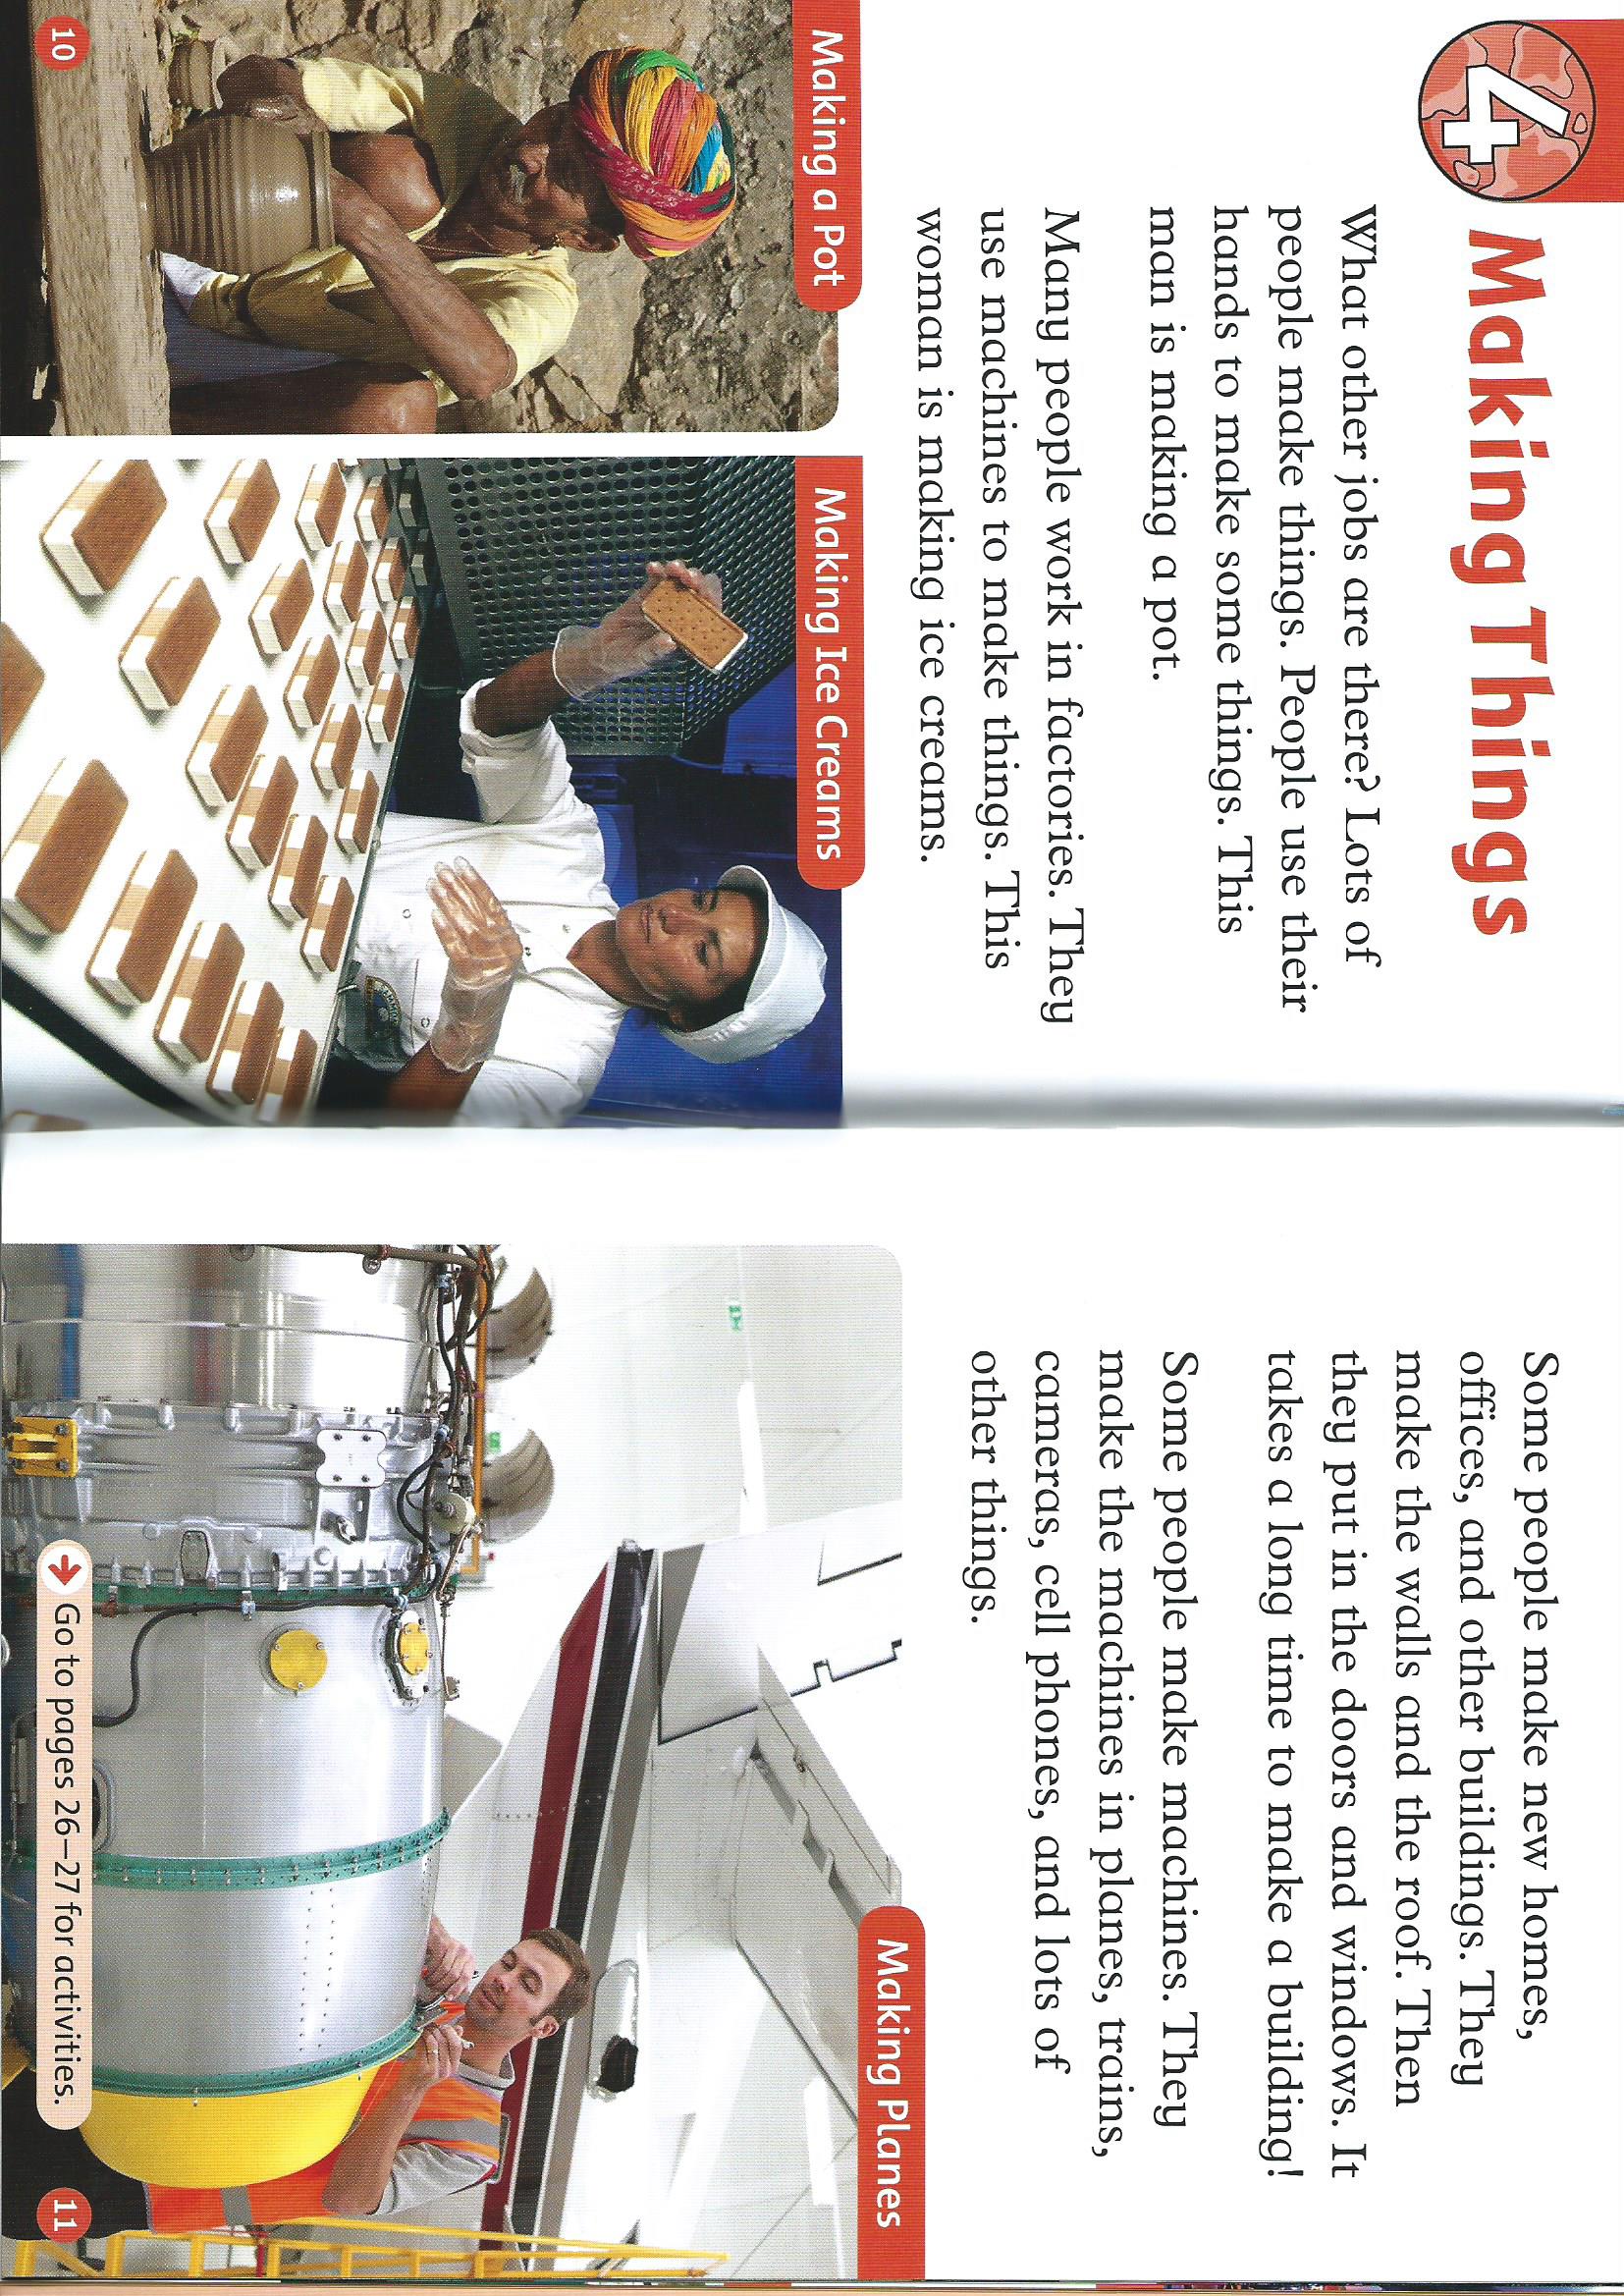 4
Making Things
What other jobs are there? Lots of
people make things. People use their
hands to make some things. This
man is making a pot.
Many people work in factories. They
use machines to make things. This
woman is making ice creams.
Making a Pot
Making Ice Creams
10
Some people make new homes,
offices, and other buildings. They
make the walls and the roof. Then
they put in the doors and windows. It
takes a long time to make a building!
Some people make machines. They
make the machines in planes, trains,
cameras, cell phones, and lots of
other things.
Making Planes
Go to pages 26–27 for activities.
11